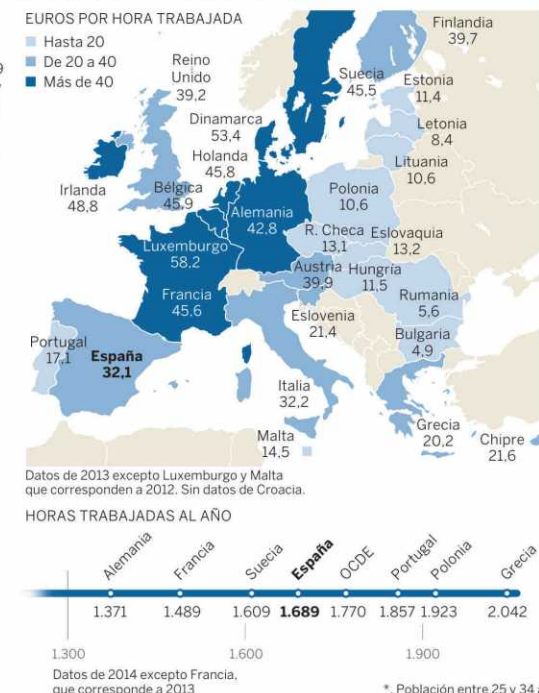 EUROS POR HORA TRABAJADA
Hasta 20
De 20 a 40
Más de 40
Finlandia
39,7
Reino
Unido
39,2
Suecia
45,5
Estonia
11,4
Dinamarca
53,4
Letonia
8,4
Holanda
45,8
Lituania
10,6
Irlanda
48,8
Bélgica
45,9
Polonia
10,6
Alemania
42,8
R. Checa
13,1
Eslovaquia
13,2
Luxemburgo
58,2
Austria
39,9
Hungría
11,5
Francia
45,6
Rumania
5,6
Eslovenia
21,4
Bulgaria
4,9
Portugal
17,1
España
32,1
Italia
32,2
Grecia
20,2
Chipre
21,6
Malta
14,5
Datos de 2013 excepto Luxemburgo y Malta
que corresponden a 2012. Sin datos de Croacia.
HORAS TRABAJADAS AL AÑO
Alemania Francia Suecia España OCDE Portugal Polonia Grecia
1.371 1.489 1.609 1.689 1.770 1.857 1.923 2.042
1.300 1.600 1.900
Datos de 2014 excepto Francia,
que corresponde a 2013
*. Población entre 25 y 34 a